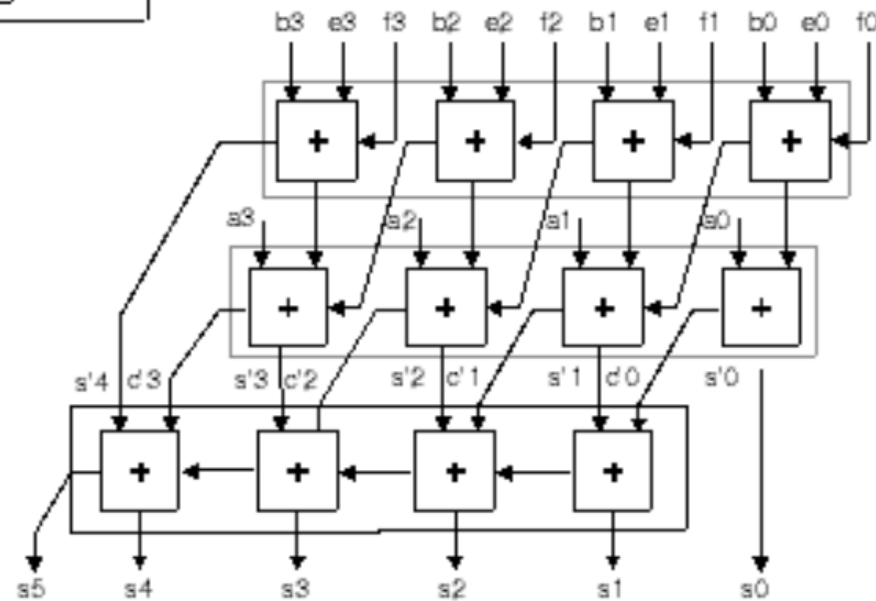 b3 e3 f3 b2 e2 f2 b1 e1 f1 b0 e0 f0
+ + + +
a3 a2 a1 a0
+ + + +
s'4 c'3 s'3 c'2 s'2 c'1 s'1 c'0 s'0
+ + + +
s5 s4 s3 s2 s1 s0